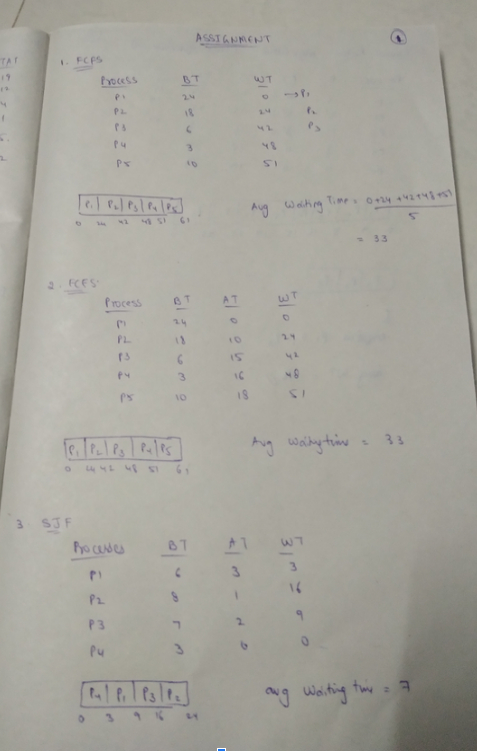 TAT
19
ASSIGNMENT
1
1. FCFS
Process BT WT
P1 24 0 → P1
P2 18 24 P2
P3 6 42 P3
P4 3 48
P5 10 51
P1 P2 P3 P4 P5
0 24 42 48 51 61
Avg Waiting Time = 0+24+42+48+51
5
= 33
2. FCFS
Process BT AT WT
P1 24 0 0
P2 18 10 24
P3 6 15 42
P4 3 16 48
P5 10 18 51
P1 P2 P3 P4 P5
0 24 42 48 51 61
Avg Waiting time = 33
3. SJF
Processes BT AT WT
P1 6 3 3
P2 8 1 16
P3 7 2 9
P4 3 0 0
P4 P1 P3 P2
0 3 9 16 24
avg waiting time = 7